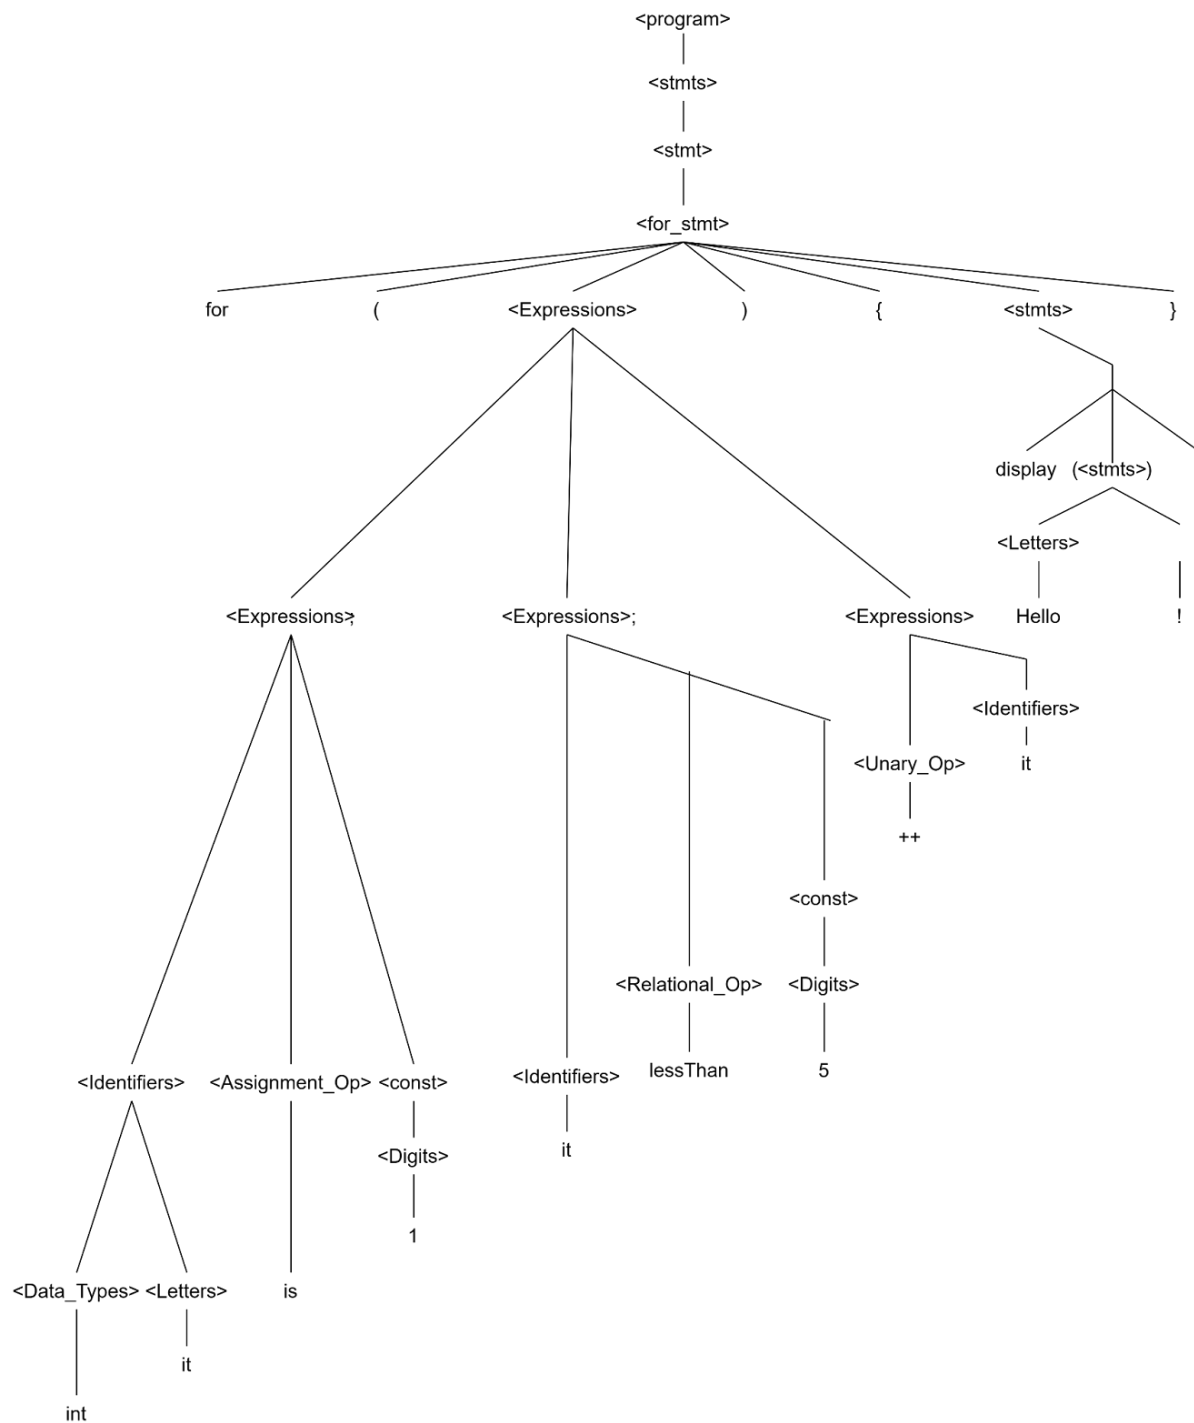 <program>
<stmts>
<stmt>
<for_stmt>
for ( <Expressions> ) { <stmts> }
display (<stmts>)
<Letters>
<Expressions>; <Expressions>; <Expressions> Hello !
<Identifiers>
<Unary_Op> it
++
<const>
<Relational_Op> <Digits>
lessThan 5
<Identifiers> <Assignment_Op> <const> <Identifiers>
it
<Digits>
1
<Data_Types> <Letters> is
it
int